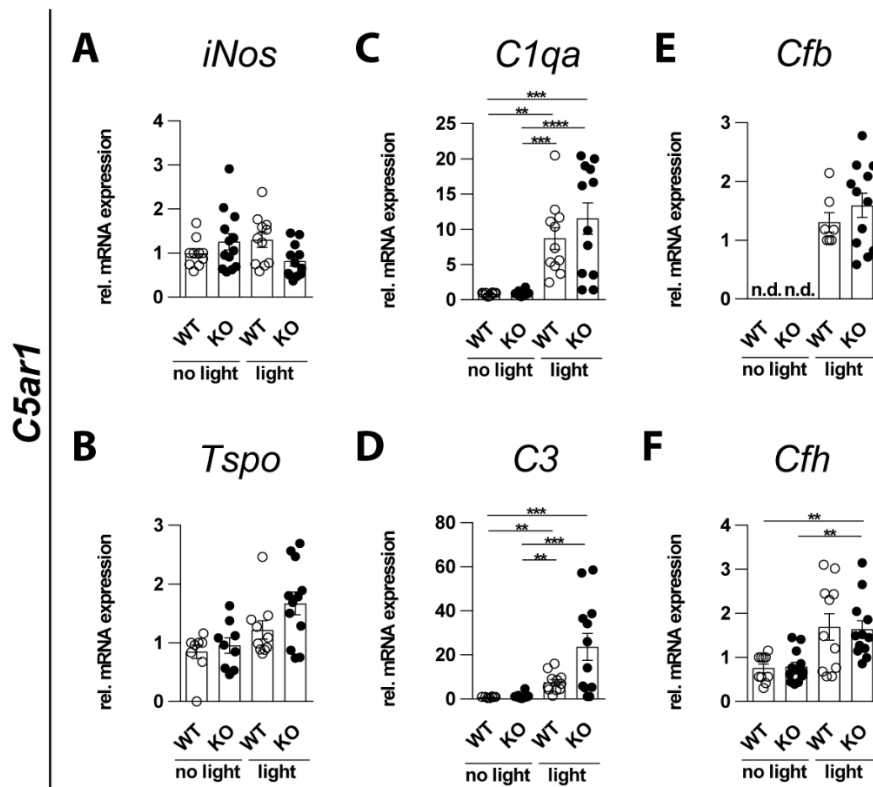 C5ar1
A
iNos
rel. mRNA expression
4
3
2
1
0
WT KO WT KO
no light light
B
Tspo
rel. mRNA expression
3
2
1
0
WT KO WT KO
no light light
C
C1qa
rel. mRNA expression
25
20
15
10
5
0
***
**
****
***
WT KO WT KO
no light light
D
C3
rel. mRNA expression
80
60
40
20
0
***
**
***
**
WT KO WT KO
no light light
E
Cfb
rel. mRNA expression
3
2
1
0
n.d. n.d.
WT KO WT KO
no light light
F
Cfh
rel. mRNA expression
4
3
2
1
0
**
**
WT KO WT KO
no light light